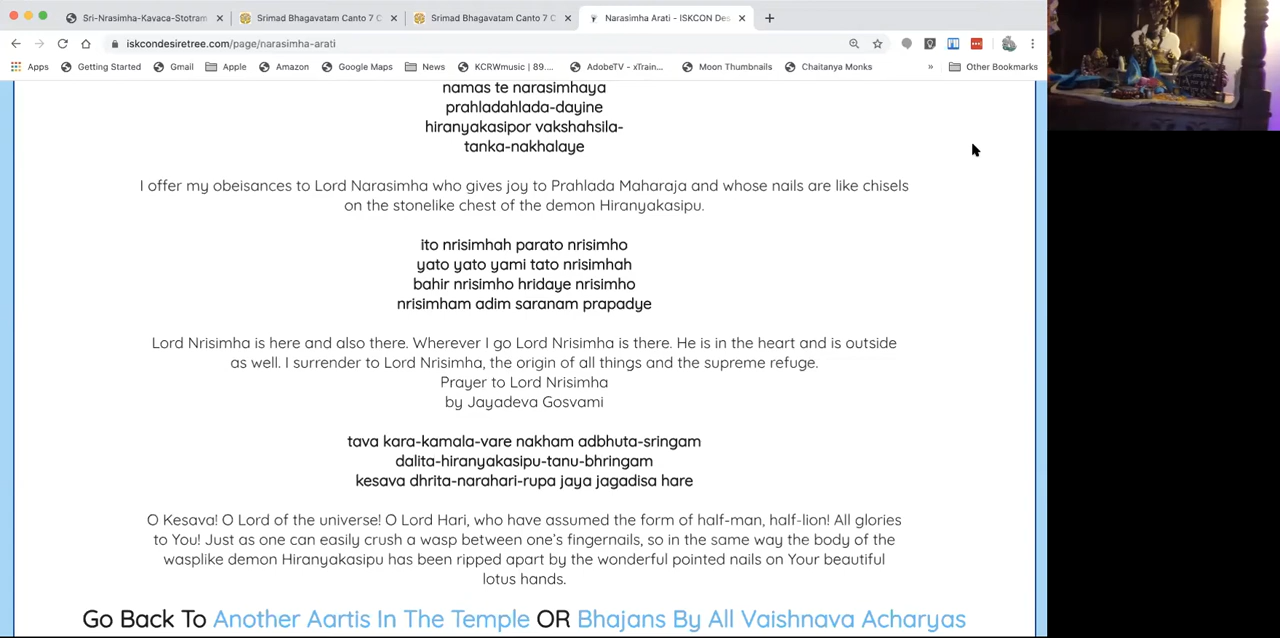 Sri-Nrasimha-Kavaca-Stotram
Srimad Bhagavatam Canto 7 C
Srimad Bhagavatam Canto 7 C
Narasimha Arati - ISKCON Des
iskcondesiretree.com/page/narasimha-arati
Apps Getting Started Gmail Apple Amazon Google Maps News KCRWmusic | 89.... AdobeTV - xTrain... Moon Thumbnails Chaitanya Monks » Other Bookmarks
namas te narasimhaya
prahladahlada-dayine
hiranyakasipor vakshahsila-
tanka-nakhalaye
I offer my obeisances to Lord Narasimha who gives joy to Prahlada Maharaja and whose nails are like chisels
on the stonelike chest of the demon Hiranyakasipu.
ito nrisimhah parato nrisimho
yato yato yami tato nrisimhah
bahir nrisimho hridaye nrisimho
nrisimham adim saranam prapadye
Lord Nrisimha is here and also there. Wherever I go Lord Nrisimha is there. He is in the heart and is outside
as well. I surrender to Lord Nrisimha, the origin of all things and the supreme refuge.
Prayer to Lord Nrisimha
by Jayadeva Gosvami
tava kara-kamala-vare nakham adbhuta-sringam
dalita-hiranyakasipu-tanu-bhringam
kesava dhrita-narahari-rupa jaya jagadisa hare
O Kesava! O Lord of the universe! O Lord Hari, who have assumed the form of half-man, half-lion! All glories
to You! Just as one can easily crush a wasp between one's fingernails, so in the same way the body of the
wasplike demon Hiranyakasipu has been ripped apart by the wonderful pointed nails on Your beautiful
lotus hands.
Go Back To Another Aartis In The Temple OR Bhajans By All Vaishnava Acharyas